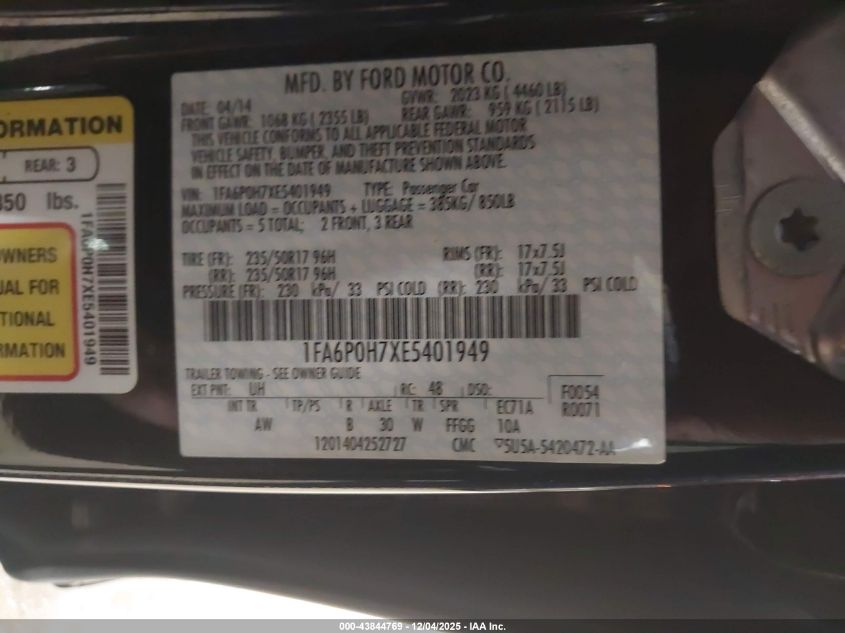 MFD. BY FORD MOTOR CO.
DATE: 04/14 GVWR: 2023 KG ( 4460 LB)
FRONT GAWR: 1068 KG ( 2355 LB) REAR GAWR: 959 KG ( 2115 LB)
THIS VEHICLE CONFORMS TO ALL APPLICABLE FEDERAL MOTOR
VEHICLE SAFETY, BUMPER, AND THEFT PREVENTION STANDARDS
IN EFFECT ON THE DATE OF MANUFACTURE SHOWN ABOVE.
VIN: 1FA6P0H7XE5401949 TYPE: Passenger Car
MAXIMUM LOAD = OCCUPANTS + LUGGAGE = 385KG/ 850LB
OCCUPANTS = 5 TOTAL; 2 FRONT, 3 REAR
TIRE (FR): 235/50R17 96H RIMS (FR): 17x7.5J
(RR): 235/50R17 96H (RR): 17x7.5J
PRESSURE (FR): 230 kPa/ 33 PSI COLD (RR): 230 kPa/ 33 PSI COLD
1FA6P0H7XE5401949
TRAILER TOWING - SEE OWNER GUIDE
EXT PNT: UH RC: 48 DSO: F0054
INT TR TP/PS R AXLE TR SPR EC71A R0071
AW B 30 W FFGG 10A
1201404252727 CMC 5U5A-5420472-AA
ORMATION
REAR: 3
850 lbs.
OWNERS
UAL FOR
TIONAL
RMATION
1FA6P0H7XE5401949
000-43844769 - 12/04/2025 - IAA Inc.